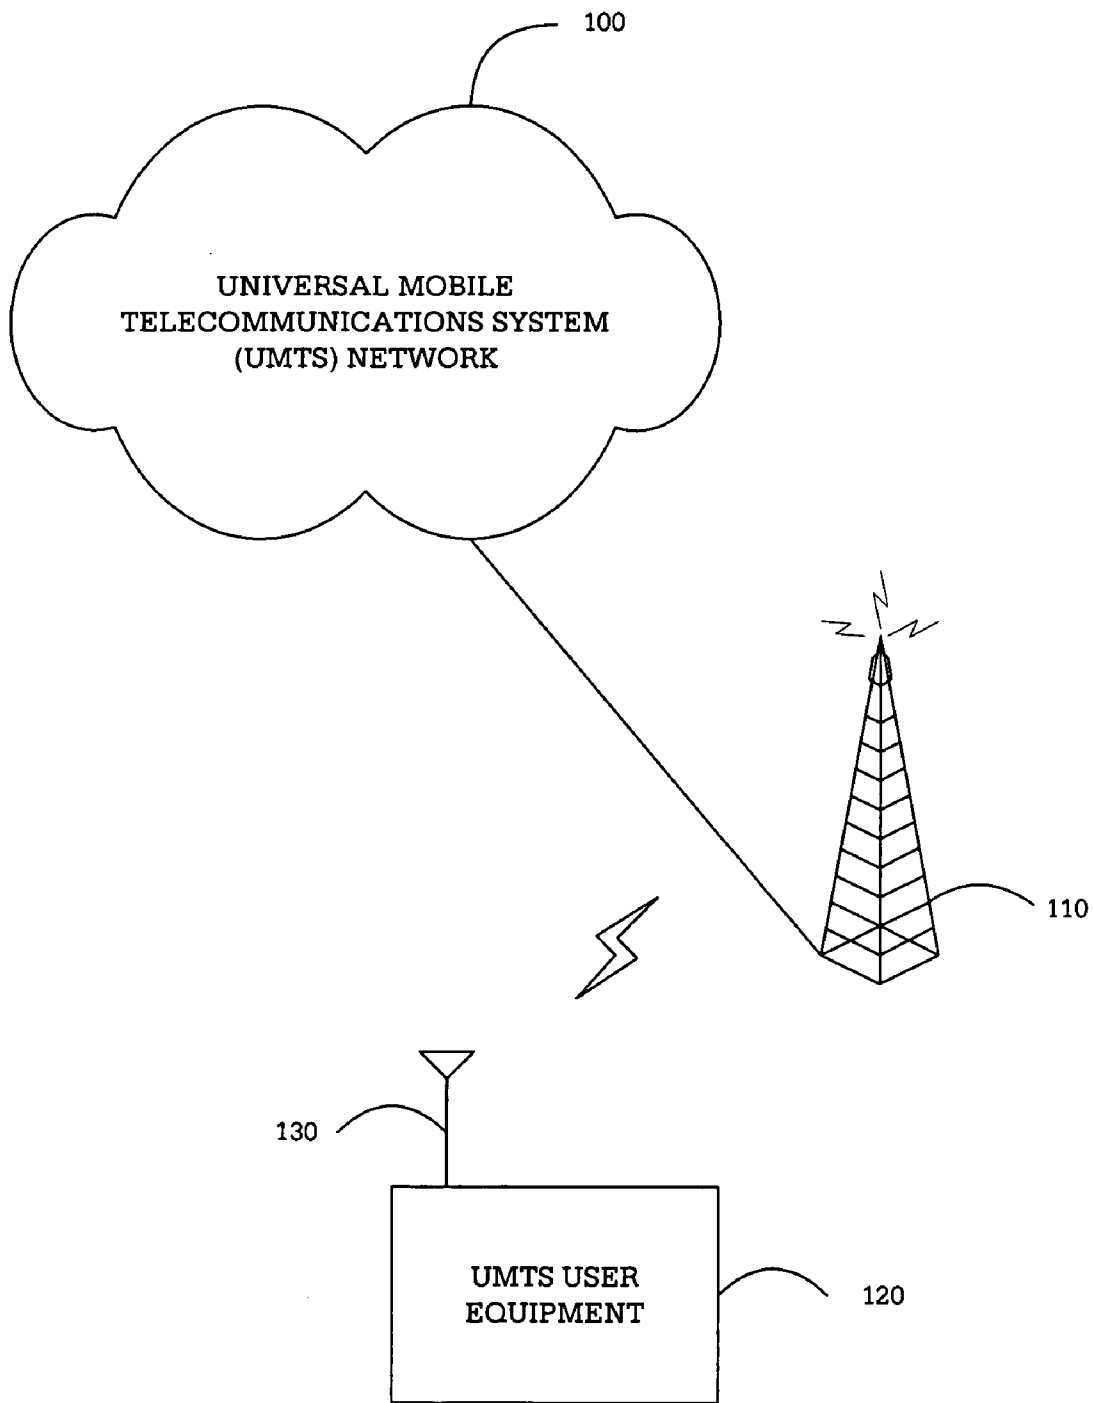 100
UNIVERSAL MOBILE
TELECOMMUNICATIONS SYSTEM
(UMTS) NETWORK
110
130
UMTS USER
EQUIPMENT
120